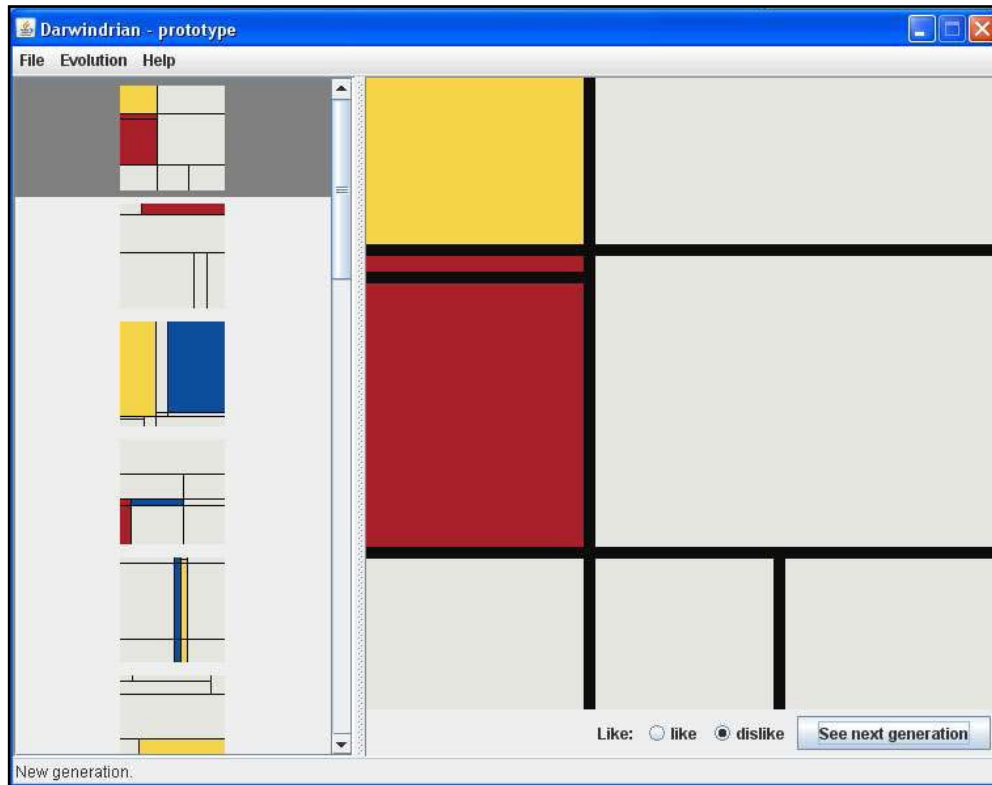 Darwindrian - prototype
File Evolution Help
Like: like dislike See next generation
New generation.